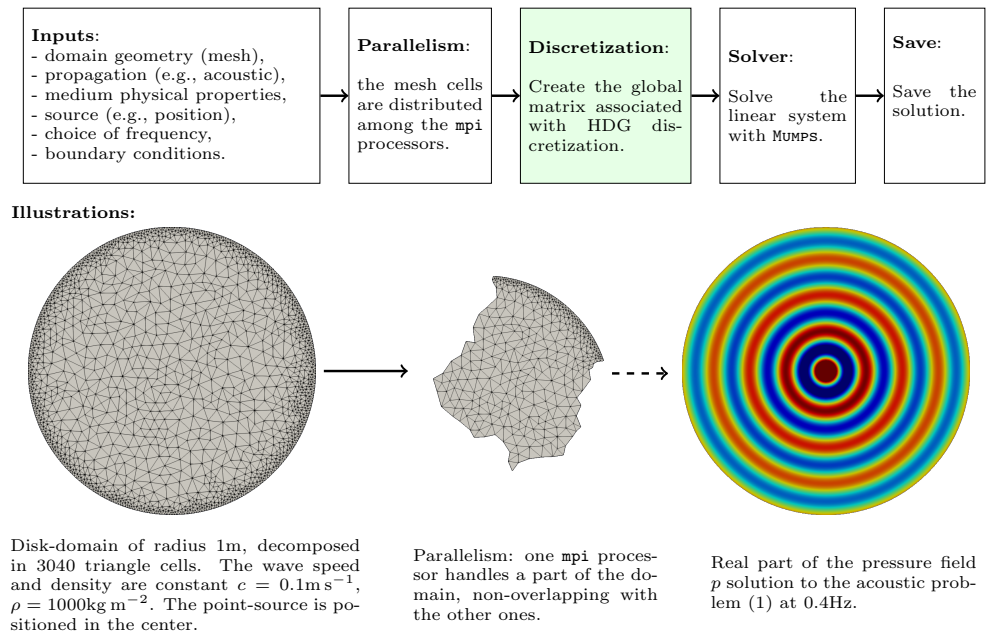 Inputs:
- domain geometry (mesh),
- propagation (e.g., acoustic),
- medium physical properties,
- source (e.g., position),
- choice of frequency,
- boundary conditions.
Parallelism:
the mesh cells
are distributed
among the mpi
processors.
Discretization:
Create the global
matrix associated
with HDG dis-
cretization.
Solver:
Solve the
linear system
with MUMPS.
Save:
Save the
solution.
Illustrations:
Disk-domain of radius 1m, decomposed
in 3040 triangle cells. The wave speed
and density are constant c = 0.1m s⁻¹,
ρ = 1000kg m⁻². The point-source is po-
sitioned in the center.
Parallelism: one mpi proces-
sor handles a part of the do-
main, non-overlapping with
the other ones.
Real part of the pressure field
p solution to the acoustic prob-
lem (1) at 0.4Hz.